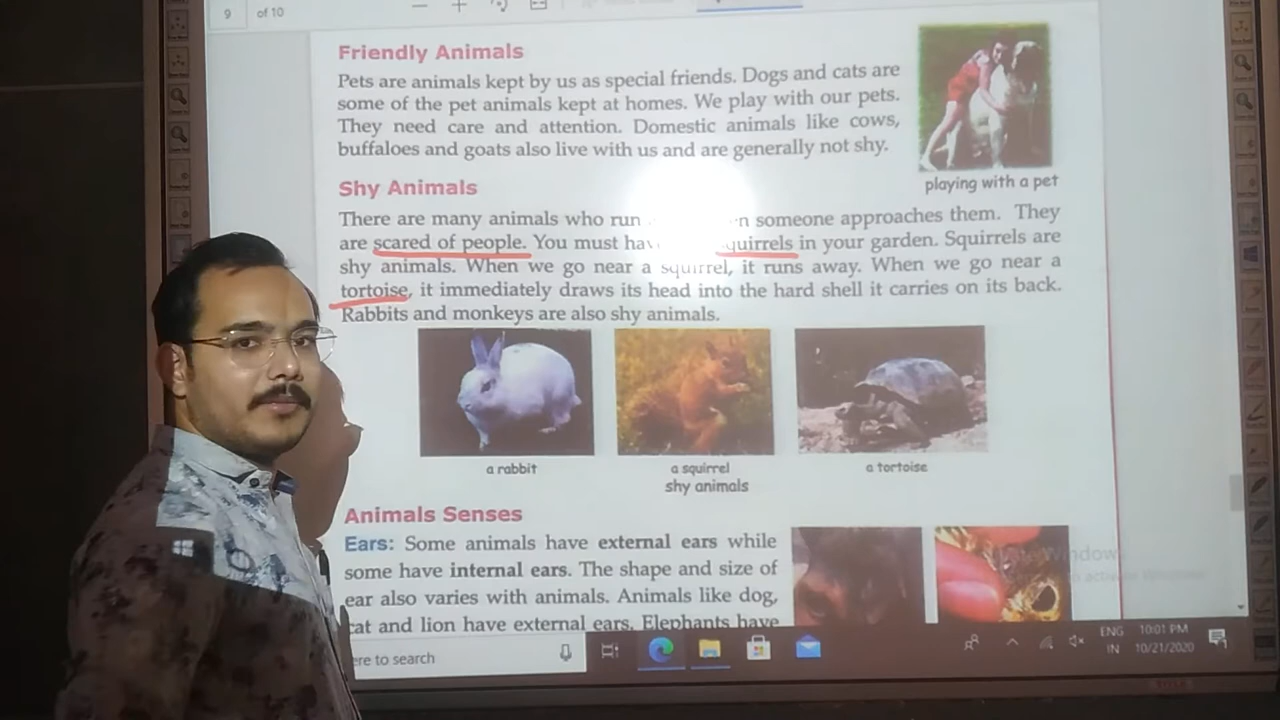 9 of 10
Friendly Animals
Pets are animals kept by us as special friends. Dogs and cats are
some of the pet animals kept at homes. We play with our pets.
They need care and attention. Domestic animals like cows,
buffaloes and goats also live with us and are generally not shy.
playing with a pet
Shy Animals
There are many animals who run someone approaches them. They
are scared of people. You must squirrels in your garden. Squirrels are
shy animals. When we go near a squirrel, it runs away. When we go near a
tortoise, it immediately draws its head into the hard shell it carries on its back.
Rabbits and monkeys are also shy animals.
a rabbit
a squirrel
a tortoise
shy animals
Animals Senses
Ears: Some animals have external ears while
some have internal ears. The shape and size of
ear also varies with animals. Animals like dog,
cat and lion have external ears. Elephants have
ere to search
ENG
IN
10:01 PM
10/21/2020